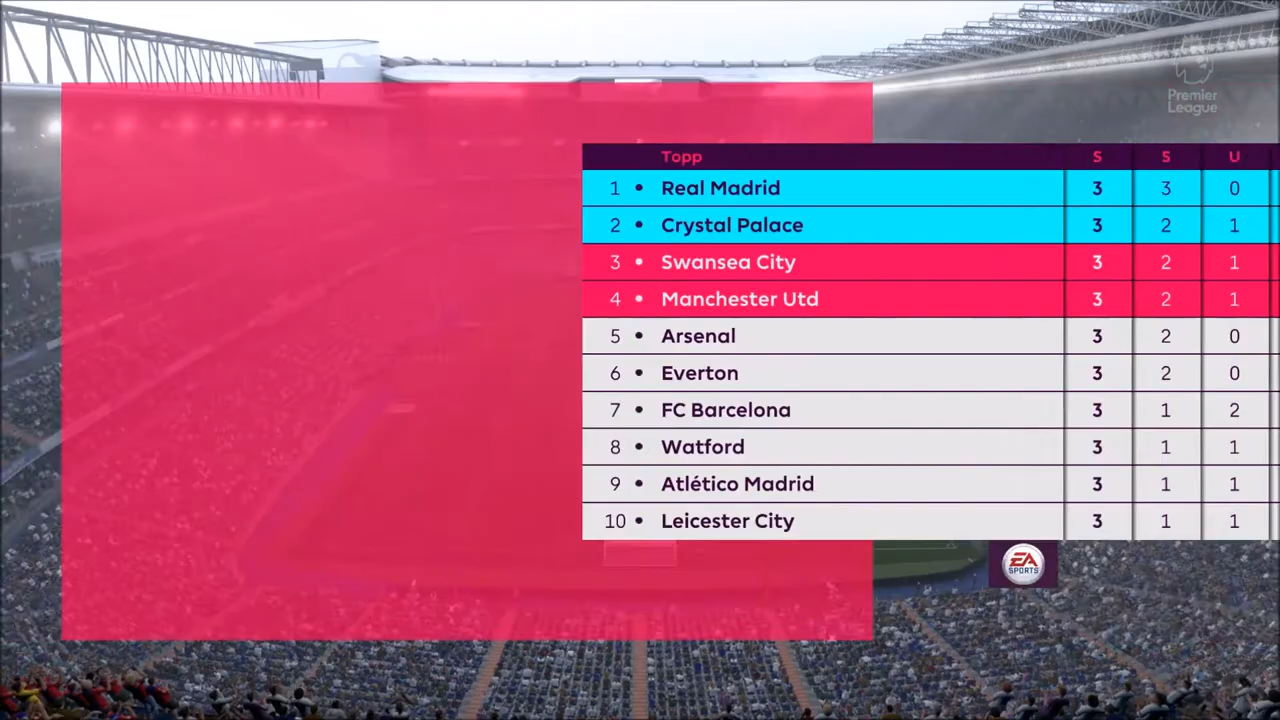 Premier
League
Topp S S U
1 • Real Madrid 3 3 0
2 • Crystal Palace 3 2 1
3 • Swansea City 3 2 1
4 • Manchester Utd 3 2 1
5 • Arsenal 3 2 0
6 • Everton 3 2 0
7 • FC Barcelona 3 1 2
8 • Watford 3 1 1
9 • Atlético Madrid 3 1 1
10 • Leicester City 3 1 1
EA
SPORTS